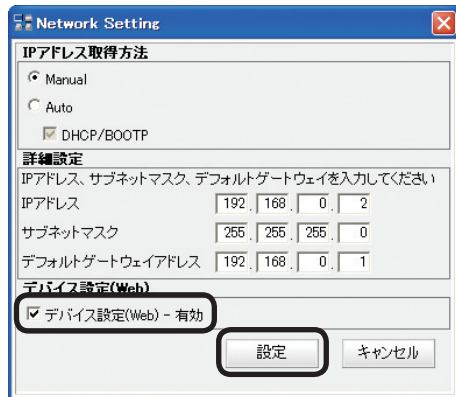 Network Setting
IPアドレス取得方法
Manual
Auto
DHCP/BOOTP
詳細設定
IPアドレス、サブネットマスク、デフォルトゲートウェイを入力してください
IPアドレス 192. 168. 0. 2
サブネットマスク 255. 255. 255. 0
デフォルトゲートウェイアドレス 192. 168. 0. 1
デバイス設定(Web)
デバイス設定(Web) - 有効
設定 キャンセル